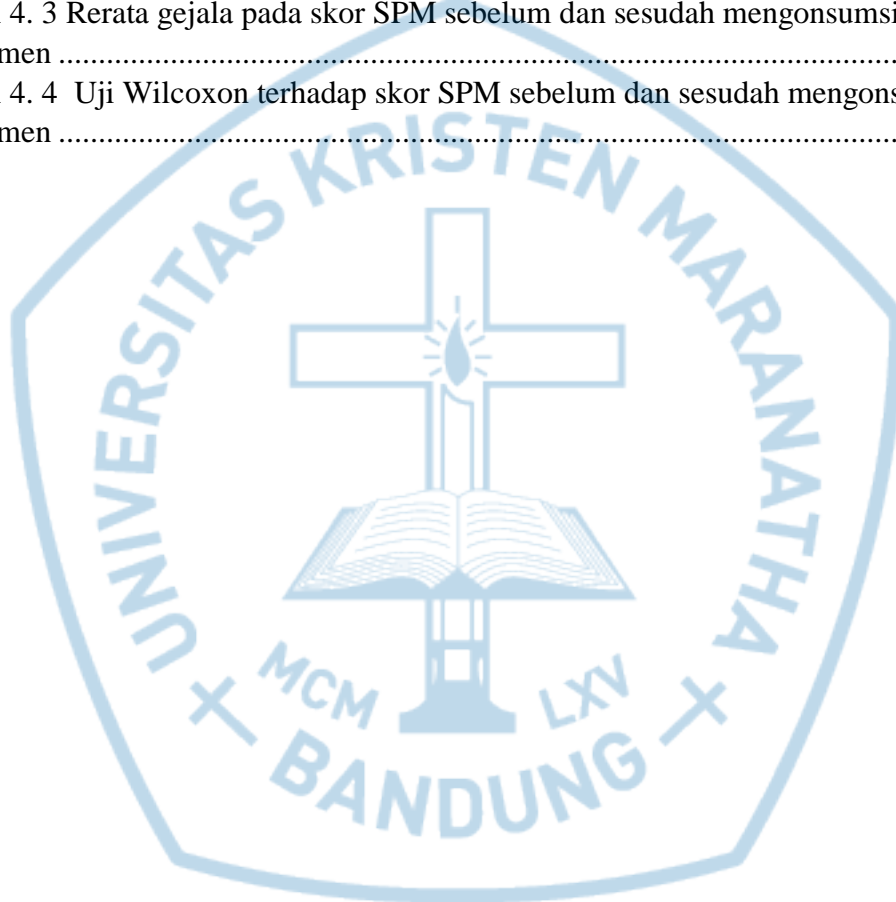 4. 3 Rerata gejala pada skor SPM sebelum dan sesudah mengonsumsi
men ........................................................................................................
4. 4  Uji Wilcoxon terhadap skor SPM sebelum dan sesudah mengons
men ........................................................................................................
UNIVERSITAS KRISTEN MARANATHA
MCM LXV
BANDUNG